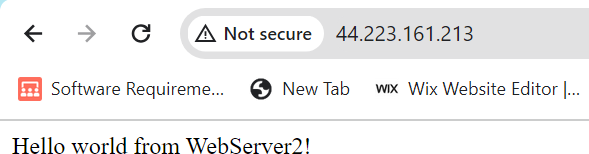 Not secure 44.223.161.213
Software Requireme... New Tab WIX Wix Website Editor |...
Hello world from WebServer2!